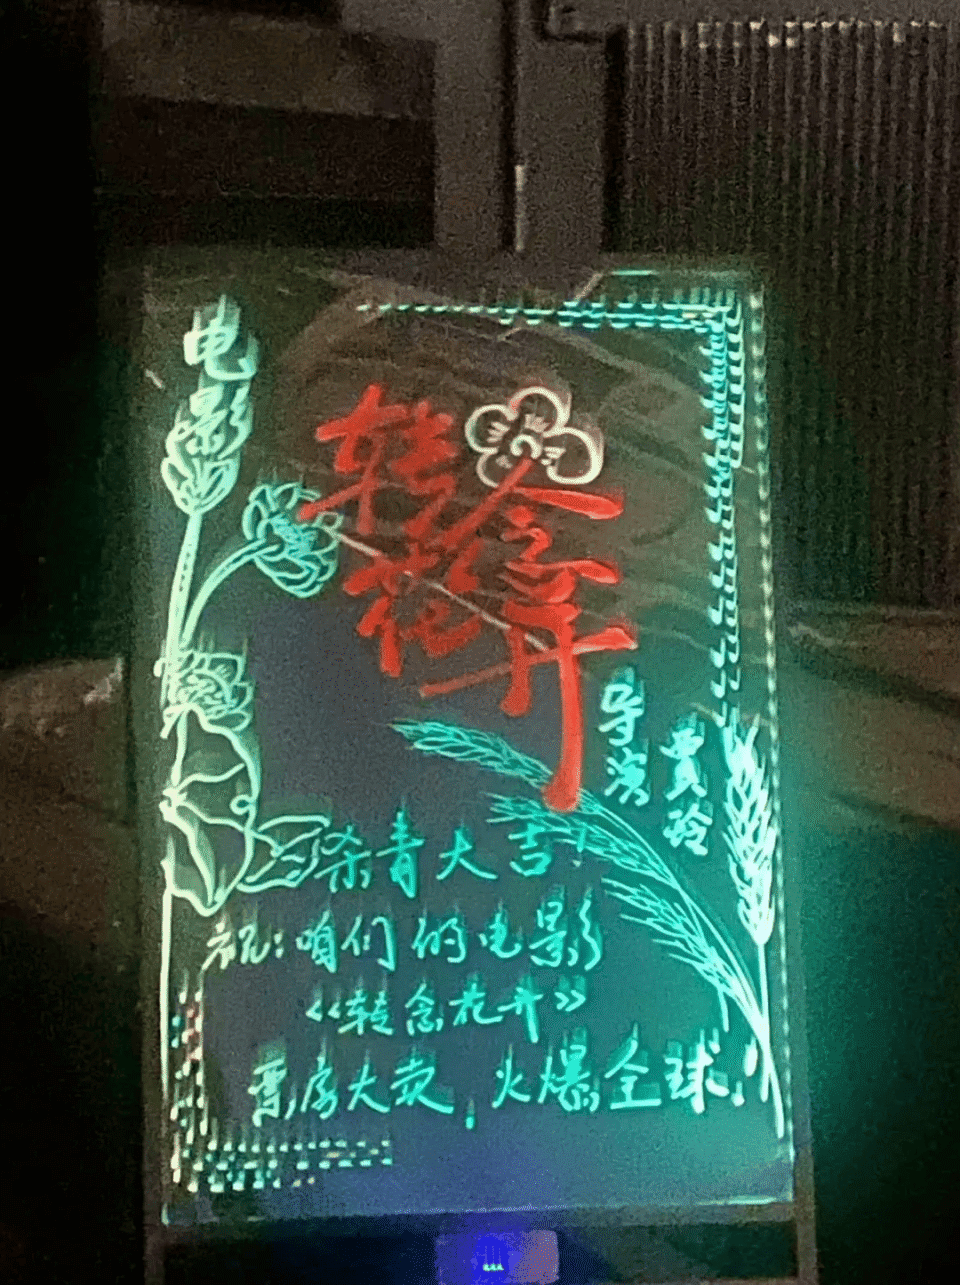 电影
转念
花开
导演
贾玲
杀青大吉!
祝:咱们的电影
《转念花开》
票房大卖,火爆全球!